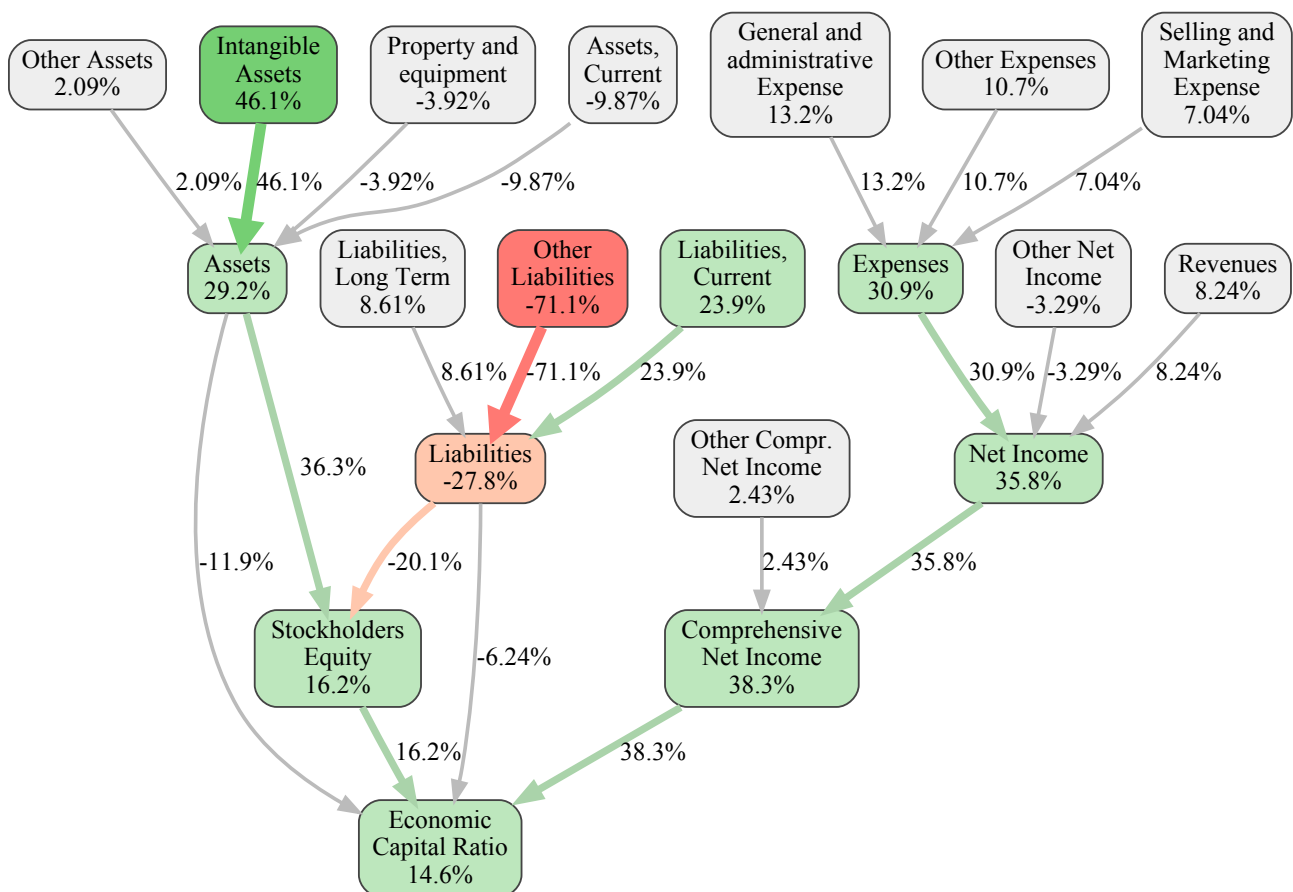 Other Assets
2.09%
Intangible
Assets
46.1%
Property and
equipment
-3.92%
Assets,
Current
-9.87%
General and
administrative
Expense
13.2%
Other Expenses
10.7%
Selling and
Marketing
Expense
7.04%
2.09%
46.1%
-3.92%
-9.87%
13.2%
10.7%
7.04%
Assets
29.2%
Liabilities,
Long Term
8.61%
Other
Liabilities
-71.1%
Liabilities,
Current
23.9%
Expenses
30.9%
Other Net
Income
-3.29%
Revenues
8.24%
8.61%
-71.1%
23.9%
30.9%
-3.29%
8.24%
36.3%
Liabilities
-27.8%
Other Compr.
Net Income
2.43%
Net Income
35.8%
-11.9%
-20.1%
2.43%
35.8%
Stockholders
Equity
16.2%
-6.24%
Comprehensive
Net Income
38.3%
16.2%
38.3%
Economic
Capital Ratio
14.6%